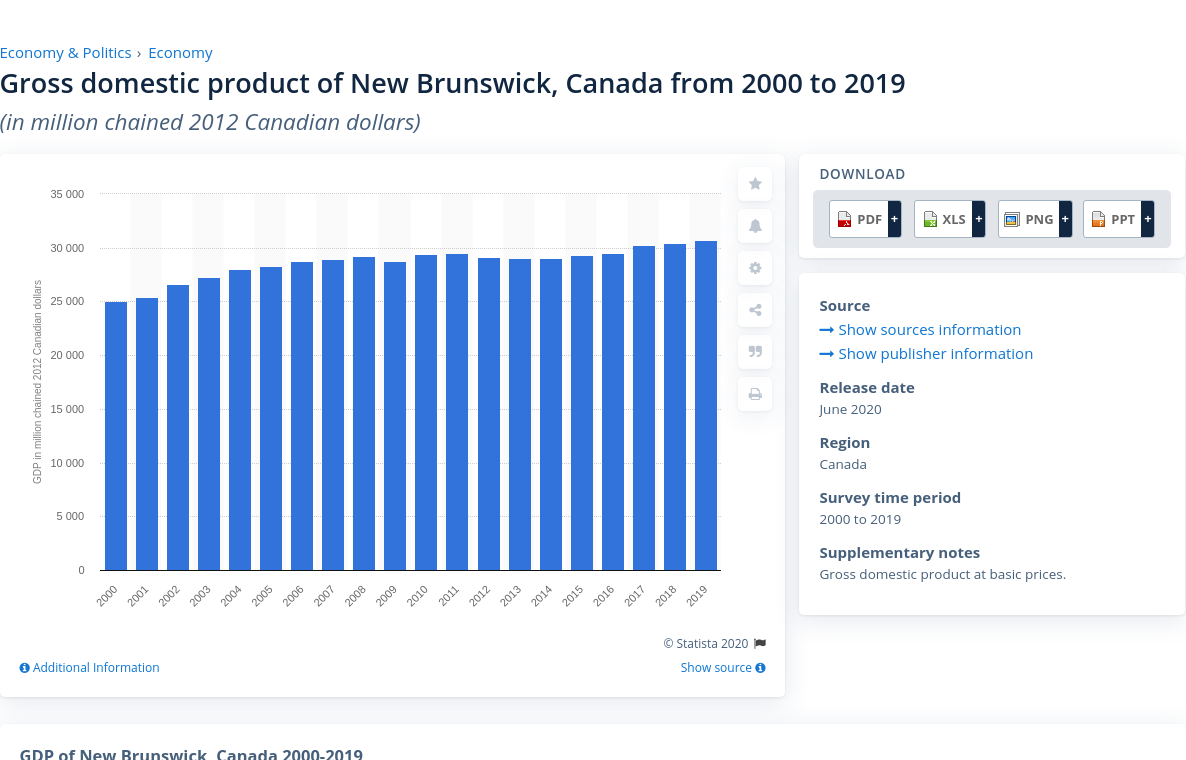 Economy & Politics › Economy
Gross domestic product of New Brunswick, Canada from 2000 to 2019
(in million chained 2012 Canadian dollars)
GDP in million chained 2012 Canadian dollars
35 000
30 000
25 000
20 000
15 000
10 000
5 000
0
2000 2001 2002 2003 2004 2005 2006 2007 2008 2009 2010 2011 2012 2013 2014 2015 2016 2017 2018 2019
© Statista 2020
Additional Information Show source
DOWNLOAD
PDF + XLS + PNG + PPT +
Source
Show sources information
Show publisher information
Release date
June 2020
Region
Canada
Survey time period
2000 to 2019
Supplementary notes
Gross domestic product at basic prices.
GDP of New Brunswick, Canada 2000-2019